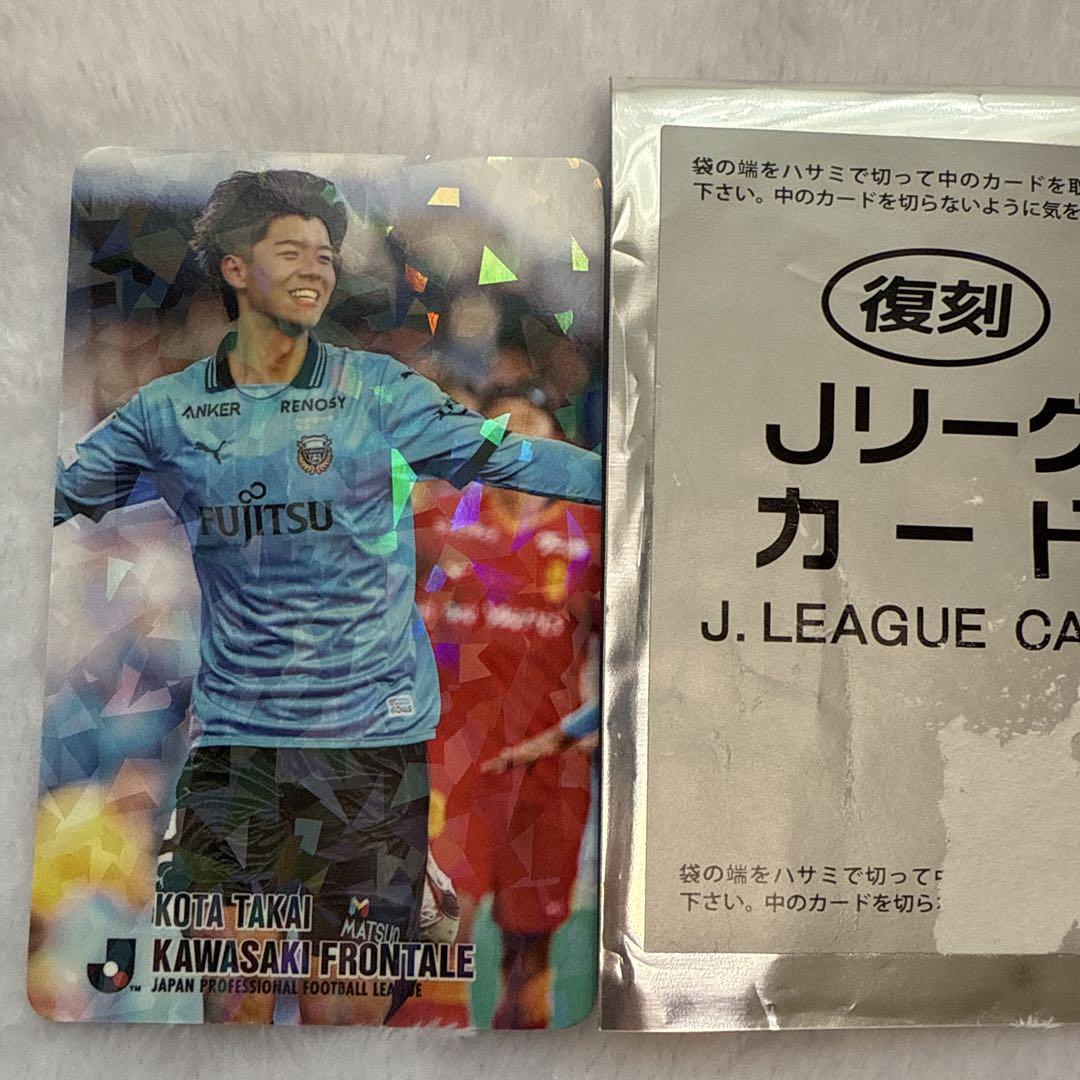 ANKER RENOSY
FUJITSU
KOTA TAKAI
MATSUO
KAWASAKI FRONTALE
JAPAN PROFESSIONAL FOOTBALL LEAGUE
TM
袋の端をハサミで切って中のカードを取
下さい。中のカードを切らないように気を
復刻
Jリーグ
カード
J. LEAGUE CA
袋の端をハサミで切って中
下さい。中のカードを切ら